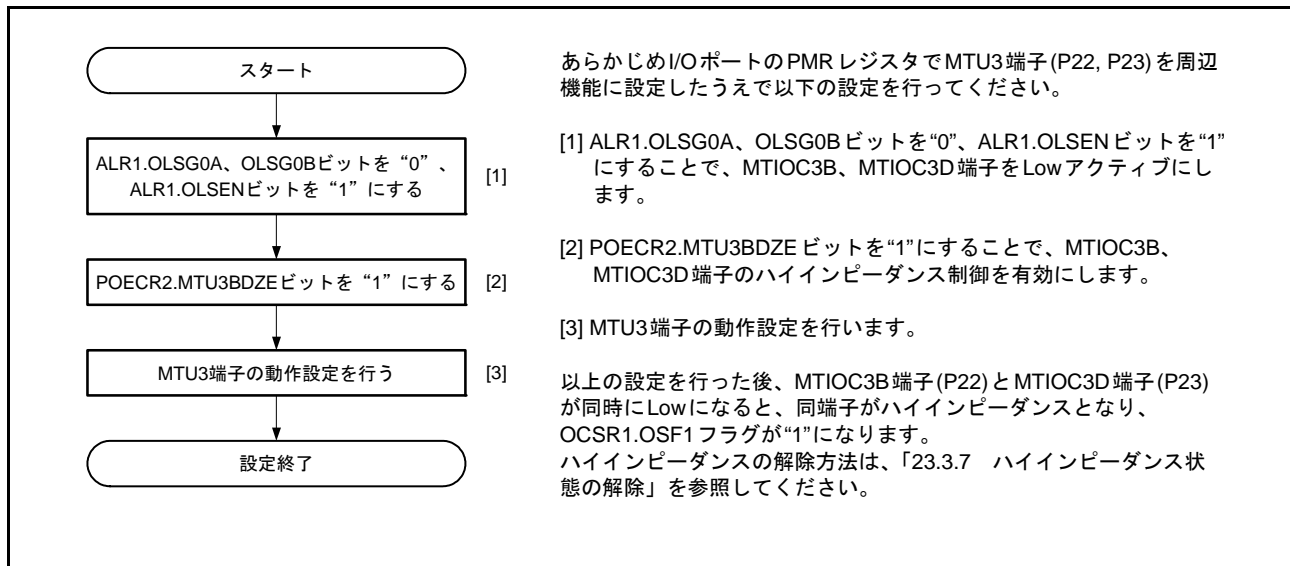 スタート
ALR1.OLSG0A、OLSG0Bビットを“0”、
ALR1.OLSENビットを“1”にする
[1]
POECR2.MTU3BDZEビットを“1”にする
[2]
MTU3端子の動作設定を行う
[3]
設定終了
あらかじめI/OポートのPMRレジスタでMTU3端子(P22, P23)を周辺
機能に設定したうえで以下の設定を行ってください。
[1] ALR1.OLSG0A、OLSG0Bビットを“0”、ALR1.OLSENビットを“1”
にすることで、MTIOC3B、MTIOC3D端子をLowアクティブにし
ます。
[2] POECR2.MTU3BDZEビットを“1”にすることで、MTIOC3B、
MTIOC3D端子のハイインピーダンス制御を有効にします。
[3] MTU3端子の動作設定を行います。
以上の設定を行った後、MTIOC3B端子(P22)とMTIOC3D端子(P23)
が同時にLowになると、同端子がハイインピーダンスとなり、
OCSR1.OSF1フラグが“1”になります。
ハイインピーダンスの解除方法は、「23.3.7　ハイインピーダンス状
態の解除」を参照してください。